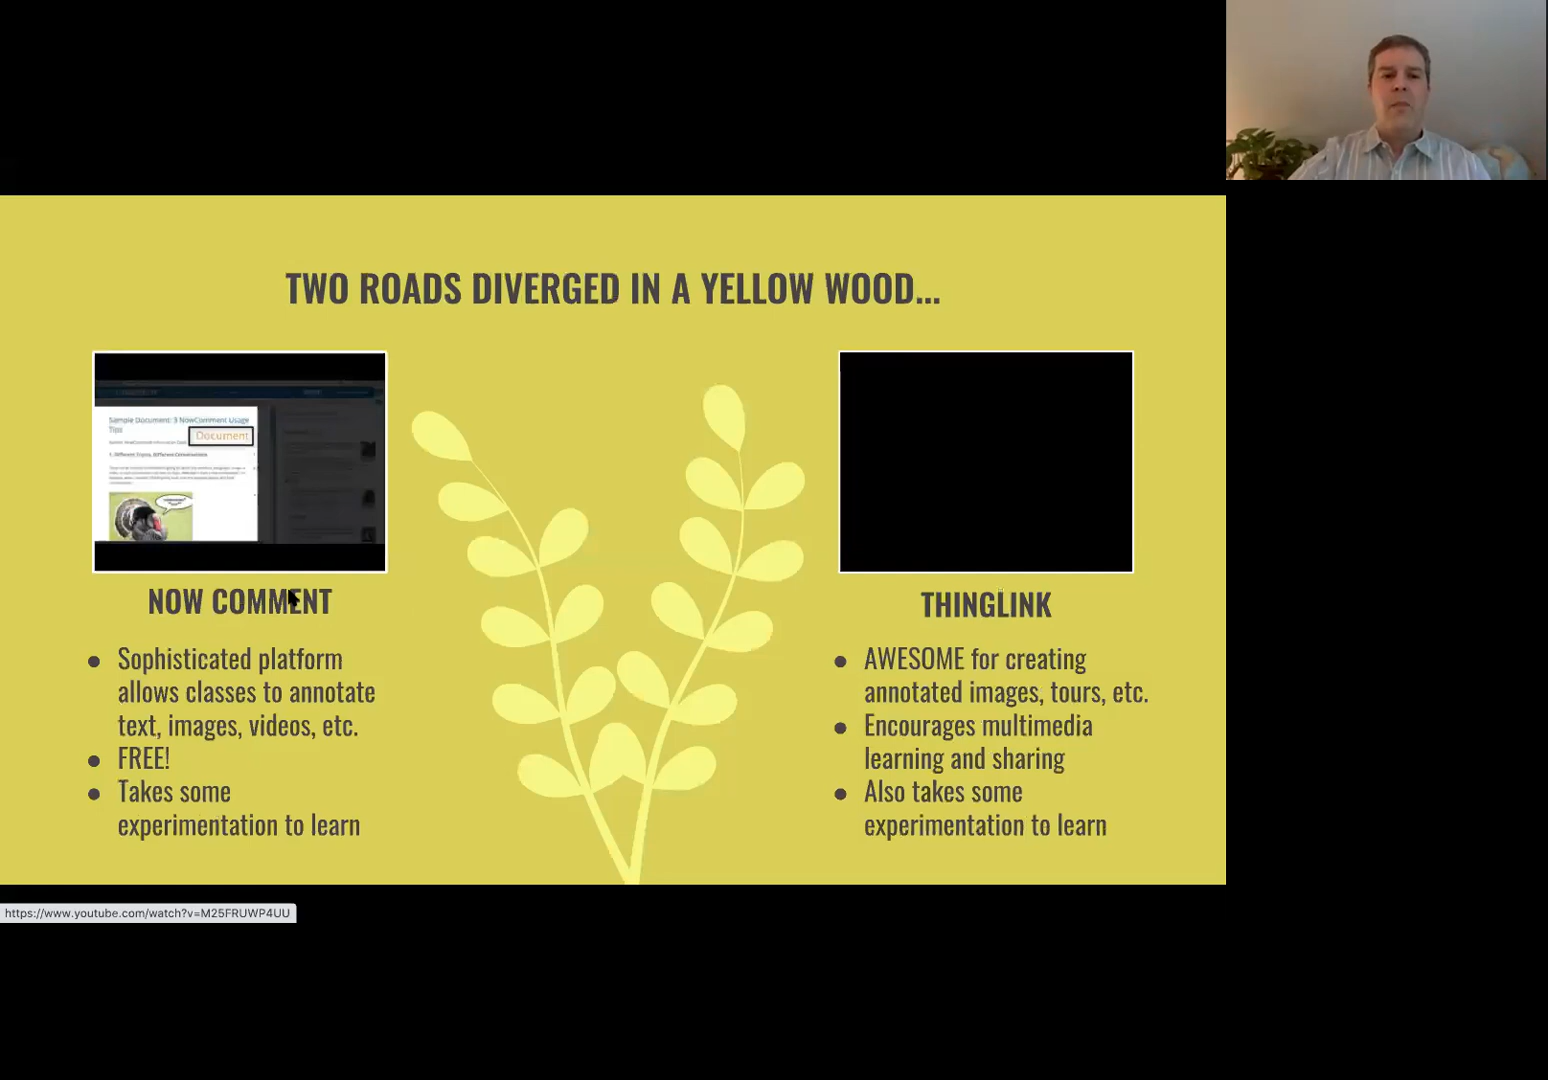 TWO ROADS DIVERGED IN A YELLOW WOOD...
Sample Document: 3 NowComment Usage
Tips
Document
1. Different Topics, Different Conversations
NOW COMMENT
● Sophisticated platform
allows classes to annotate
text, images, videos, etc.
● FREE!
● Takes some
experimentation to learn
THINGLINK
● AWESOME for creating
annotated images, tours, etc.
● Encourages multimedia
learning and sharing
● Also takes some
experimentation to learn
https://www.youtube.com/watch?v=M25FRUWP4UU